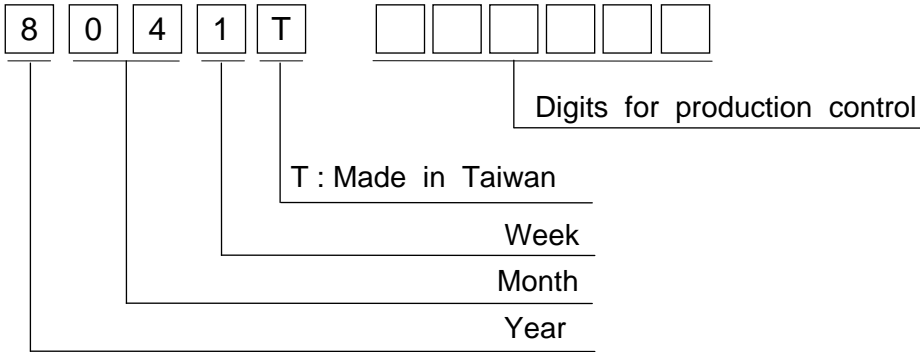 8 0 4 1 T
Digits for production control
T : Made in Taiwan
Week
Month
Year